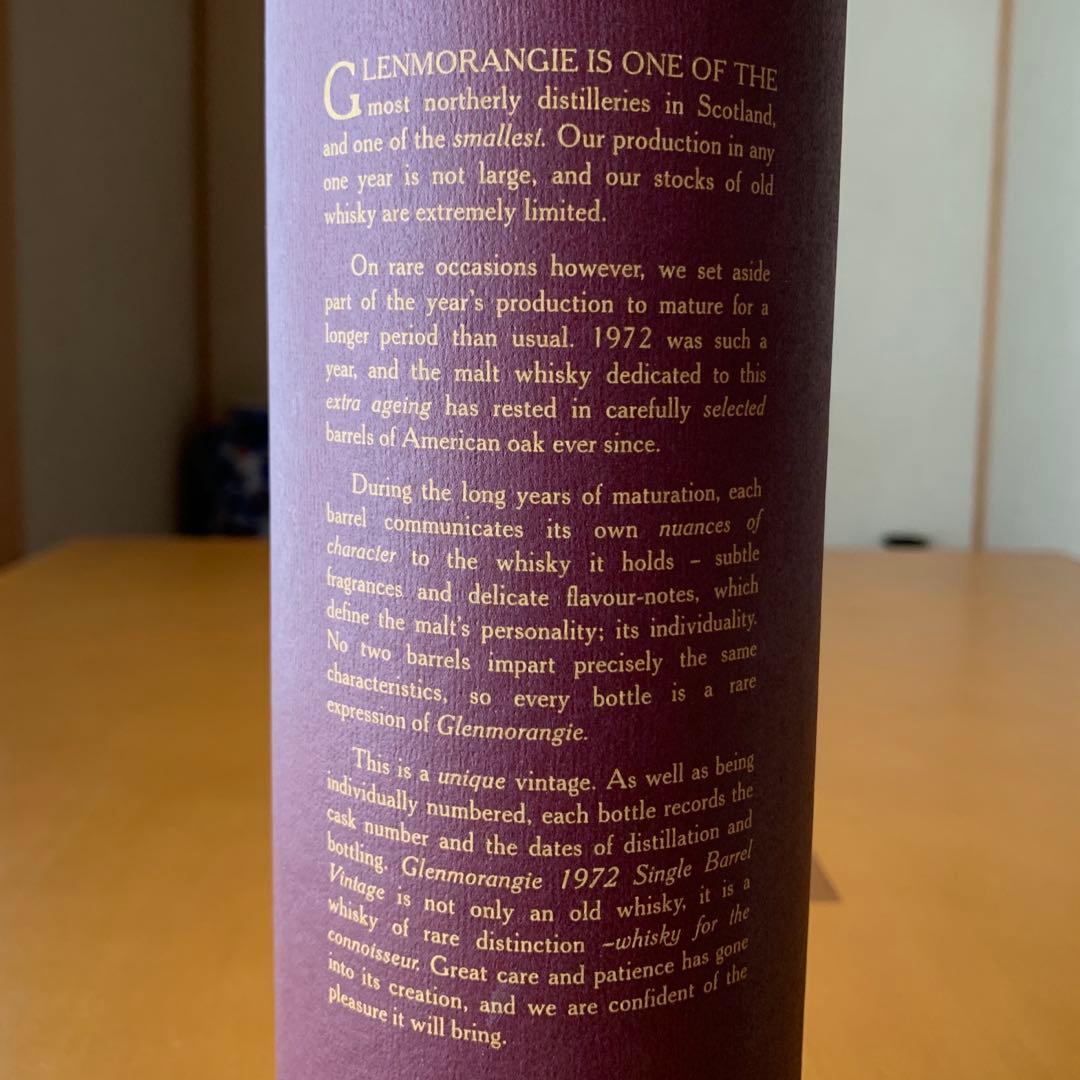 GLENMORANGIE IS ONE OF THE
most northerly distilleries in Scotland,
and one of the smallest. Our production in any
one year is not large, and our stocks of old
whisky are extremely limited.
On rare occasions however, we set aside
part of the year's production to mature for a
longer period than usual. 1972 was such a
year, and the malt whisky dedicated to this
extra ageing has rested in carefully selected
barrels of American oak ever since.
During the long years of maturation, each
barrel communicates its own nuances of
character to the whisky it holds – subtle
fragrances and delicate flavour-notes, which
define the malt's personality; its individuality.
No two barrels impart precisely the same
characteristics, so every bottle is a rare
expression of Glenmorangie.
This is a unique vintage. As well as being
individually numbered, each bottle records the
cask number and the dates of distillation and
bottling. Glenmorangie 1972 Single Barrel
Vintage is not only an old whisky, it is a
whisky of rare distinction –whisky for the
connoisseur. Great care and patience has gone
into its creation, and we are confident of the
pleasure it will bring.